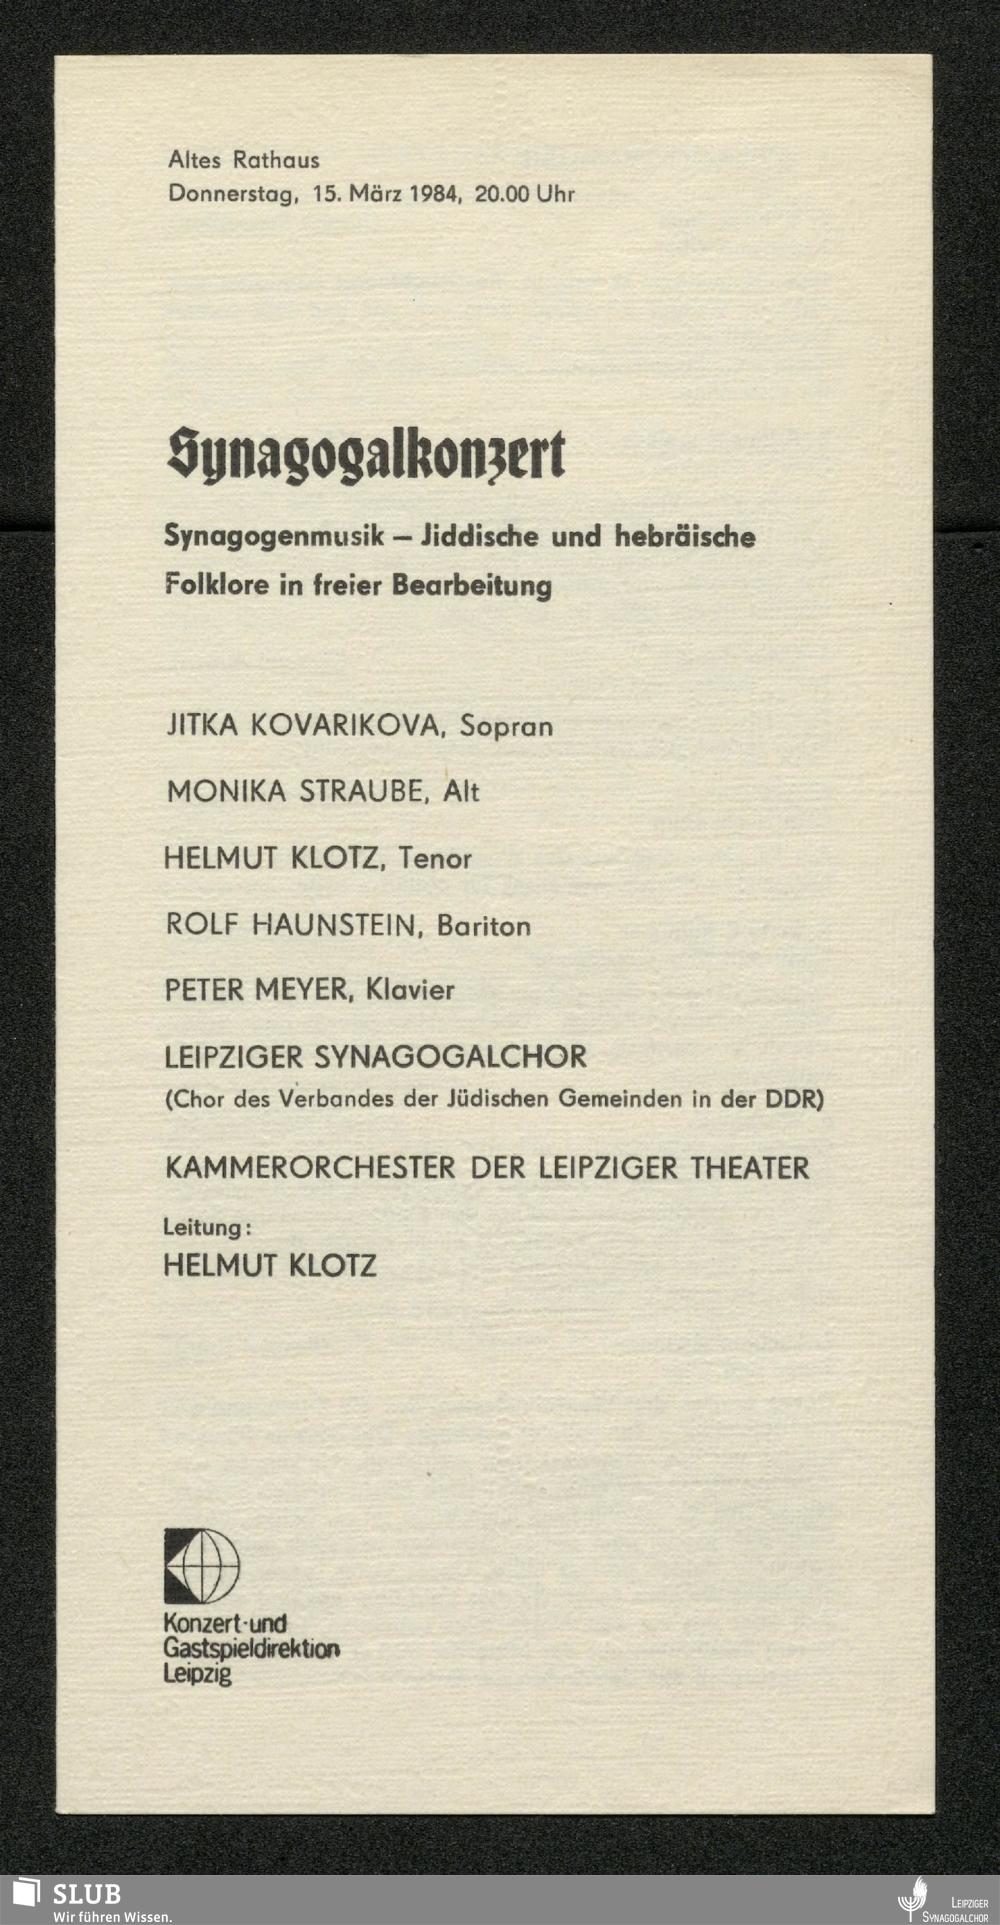 Altes Rathaus
Donnerstag, 15. März 1984, 20.00 Uhr
Synagogalkonzert
Synagogenmusik – Jiddische und hebräische
Folklore in freier Bearbeitung
JITKA KOVARIKOVA, Sopran
MONIKA STRAUBE, Alt
HELMUT KLOTZ, Tenor
ROLF HAUNSTEIN, Bariton
PETER MEYER, Klavier
LEIPZIGER SYNAGOGALCHOR
(Chor des Verbandes der Jüdischen Gemeinden in der DDR)
KAMMERORCHESTER DER LEIPZIGER THEATER
Leitung:
HELMUT KLOTZ
Konzert-und
Gastspieldirektion
Leipzig
SLUB
Wir führen Wissen.
LEIPZIGER
SYNAGOGALCHOR